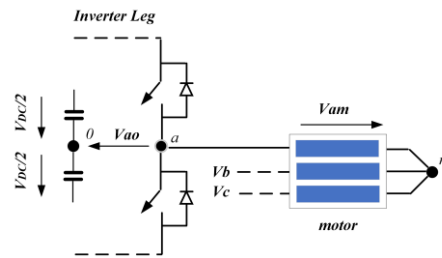 Inverter Leg
VDC/2
0
Vao
a
Vam
VDC/2
Vb
Vc
n
motor